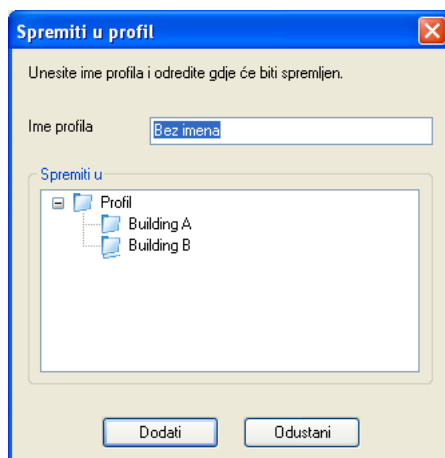 Spremiti u profil
Unesite ime profila i odredite gdje će biti spremljen.
Ime profila
Bez imena
Spremiti u
Profil
Building A
Building B
Dodati
Odustani